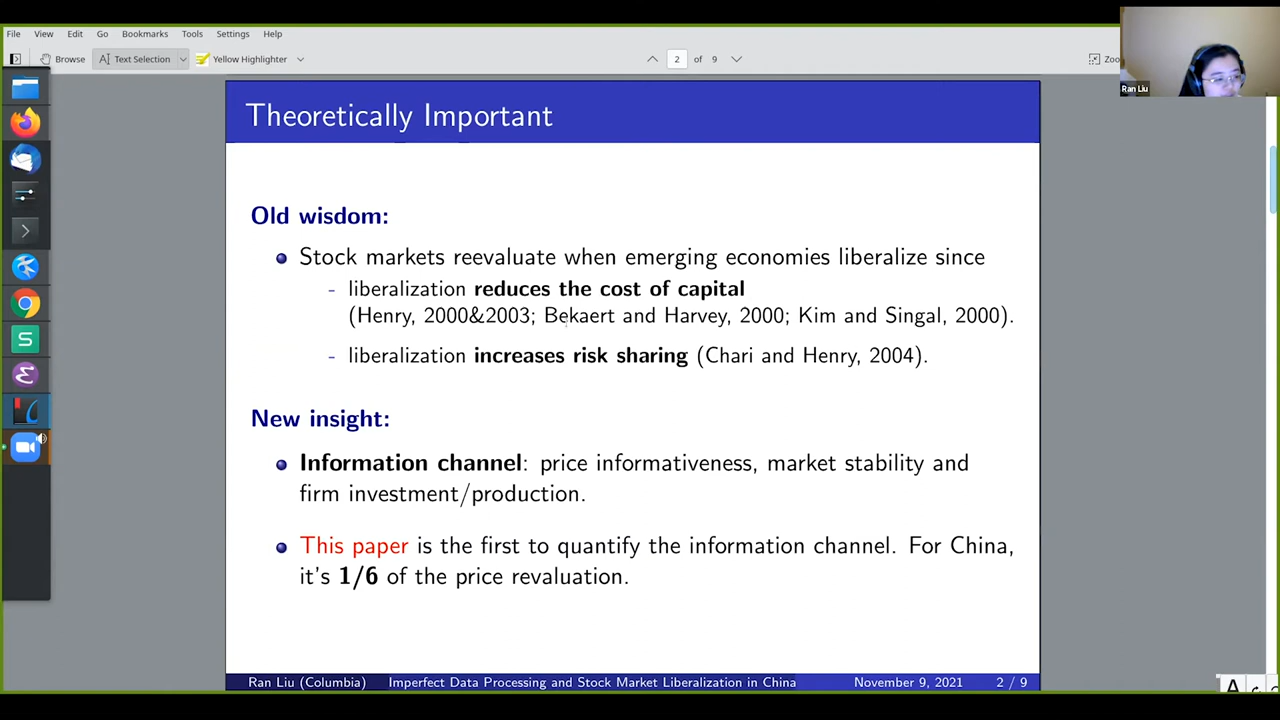 File View Edit Go Bookmarks Tools Settings Help
Browse Text Selection Yellow Highlighter 2 of 9
Ran Liu
Theoretically Important
Old wisdom:
Stock markets reevaluate when emerging economies liberalize since
- liberalization reduces the cost of capital
(Henry, 2000&2003; Bekaert and Harvey, 2000; Kim and Singal, 2000).
- liberalization increases risk sharing (Chari and Henry, 2004).
New insight:
Information channel: price informativeness, market stability and
firm investment/production.
This paper is the first to quantify the information channel. For China,
it's 1/6 of the price revaluation.
Ran Liu (Columbia) Imperfect Data Processing and Stock Market Liberalization in China November 9, 2021 2 / 9